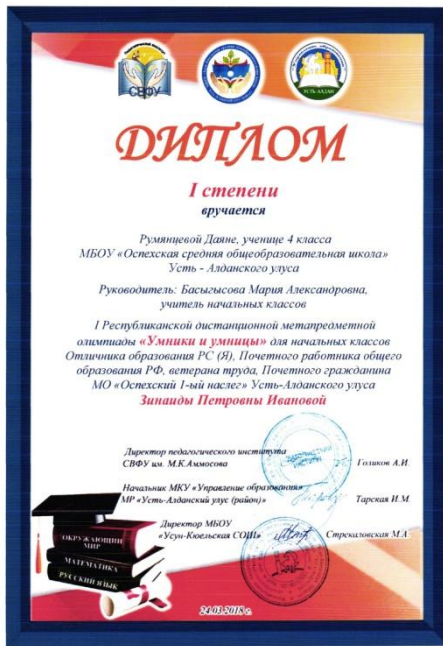 СВФУ
УСТЬ-АЛДАН
ДИПЛОМ
I степени
вручается
Румянцевой Даяне, ученице 4 класса
МБОУ «Оспехская средняя общеобразовательная школа»
Усть - Алданского улуса
Руководитель: Басыгысова Мария Александровна,
учитель начальных классов
I Республиканской дистанционной метапредметной
олимпиады «Умники и умницы» для начальных классов
Отличника образования РС (Я), Почетного работника общего
образования РФ, ветерана труда, Почетного гражданина
МО «Оспехский 1-ый наслег» Усть-Алданского улуса
Зинаиды Петровны Ивановой
Директор педагогического института
СВФУ им. М.К.Аммосова Голиков А.И.
Начальник МКУ «Управление образования»
МР «Усть-Алданский улус (район)» Тарская И.М.
Директор МБОУ
«Усун-Кюельская СОШ» Стрекаловская М.А.
ОКРУЖАЮЩИЙ
МИР
МАТЕМАТИКА
РУССКИЙ ЯЗЫК
24.03.2018 г.